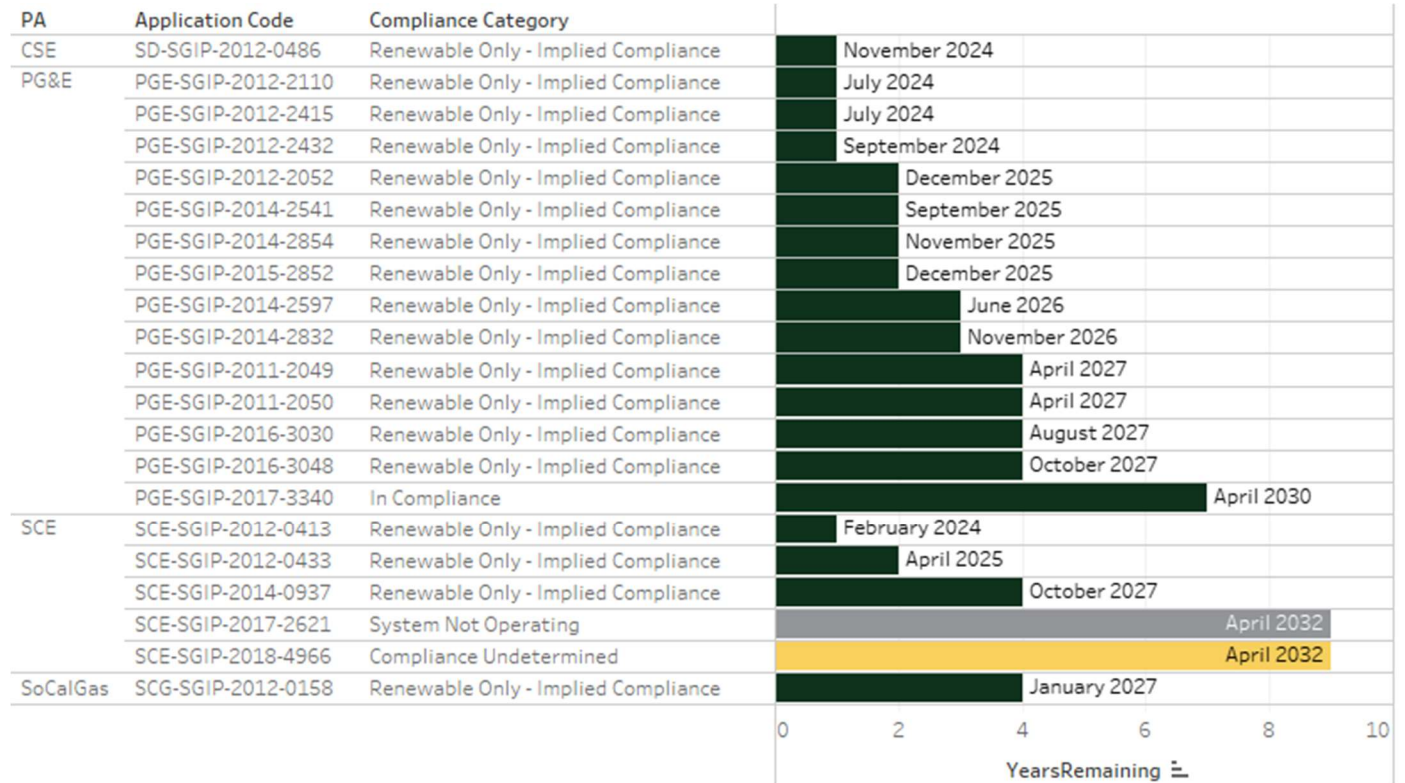 PA Application Code Compliance Category
CSE SD-SGIP-2012-0486 Renewable Only - Implied Compliance November 2024
PG&E PGE-SGIP-2012-2110 Renewable Only - Implied Compliance July 2024
PGE-SGIP-2012-2415 Renewable Only - Implied Compliance July 2024
PGE-SGIP-2012-2432 Renewable Only - Implied Compliance September 2024
PGE-SGIP-2012-2052 Renewable Only - Implied Compliance December 2025
PGE-SGIP-2014-2541 Renewable Only - Implied Compliance September 2025
PGE-SGIP-2014-2854 Renewable Only - Implied Compliance November 2025
PGE-SGIP-2015-2852 Renewable Only - Implied Compliance December 2025
PGE-SGIP-2014-2597 Renewable Only - Implied Compliance June 2026
PGE-SGIP-2014-2832 Renewable Only - Implied Compliance November 2026
PGE-SGIP-2011-2049 Renewable Only - Implied Compliance April 2027
PGE-SGIP-2011-2050 Renewable Only - Implied Compliance April 2027
PGE-SGIP-2016-3030 Renewable Only - Implied Compliance August 2027
PGE-SGIP-2016-3048 Renewable Only - Implied Compliance October 2027
PGE-SGIP-2017-3340 In Compliance April 2030
SCE SCE-SGIP-2012-0413 Renewable Only - Implied Compliance February 2024
SCE-SGIP-2012-0433 Renewable Only - Implied Compliance April 2025
SCE-SGIP-2014-0937 Renewable Only - Implied Compliance October 2027
SCE-SGIP-2017-2621 System Not Operating April 2032
SCE-SGIP-2018-4966 Compliance Undetermined April 2032
SoCalGas SCG-SGIP-2012-0158 Renewable Only - Implied Compliance January 2027
0 2 4 6 8 10
YearsRemaining